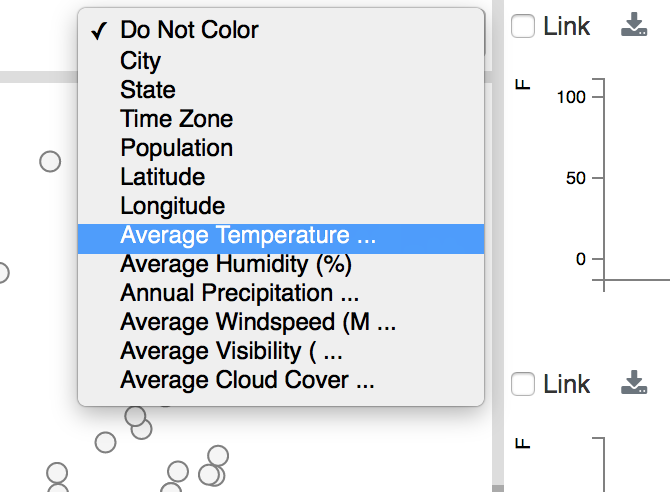 ✓ Do Not Color
City
State
Time Zone
Population
Latitude
Longitude
Average Temperature ...
Average Humidity (%)
Annual Precipitation ...
Average Windspeed (M ...
Average Visibility ( ...
Average Cloud Cover ...
Link
F
100
50
0
Link
F